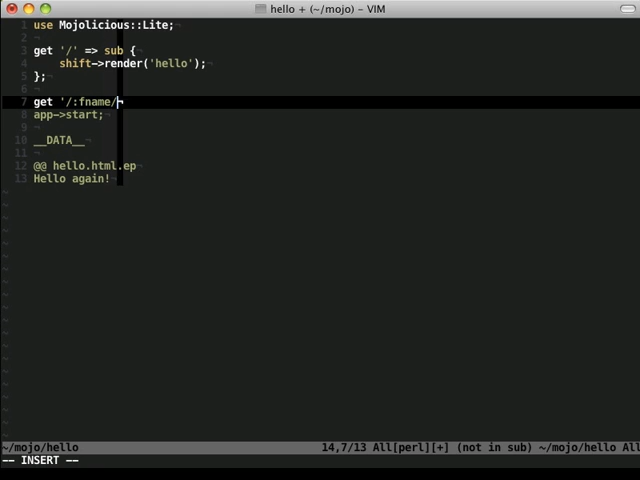 hello + (~/mojo) – VIM
1 use Mojolicious::Lite;¬
2 ¬
3 get '/' => sub {¬
4     shift->render('hello');¬
5 };¬
6 ¬
7 get '/:fname/¬
8 app->start;¬
9 ¬
10 __DATA__¬
11 ¬
12 @@ hello.html.ep¬
13 Hello again!¬
~/mojo/hello 14,7/13 All[perl][+] (not in sub) ~/mojo/hello All
-- INSERT --